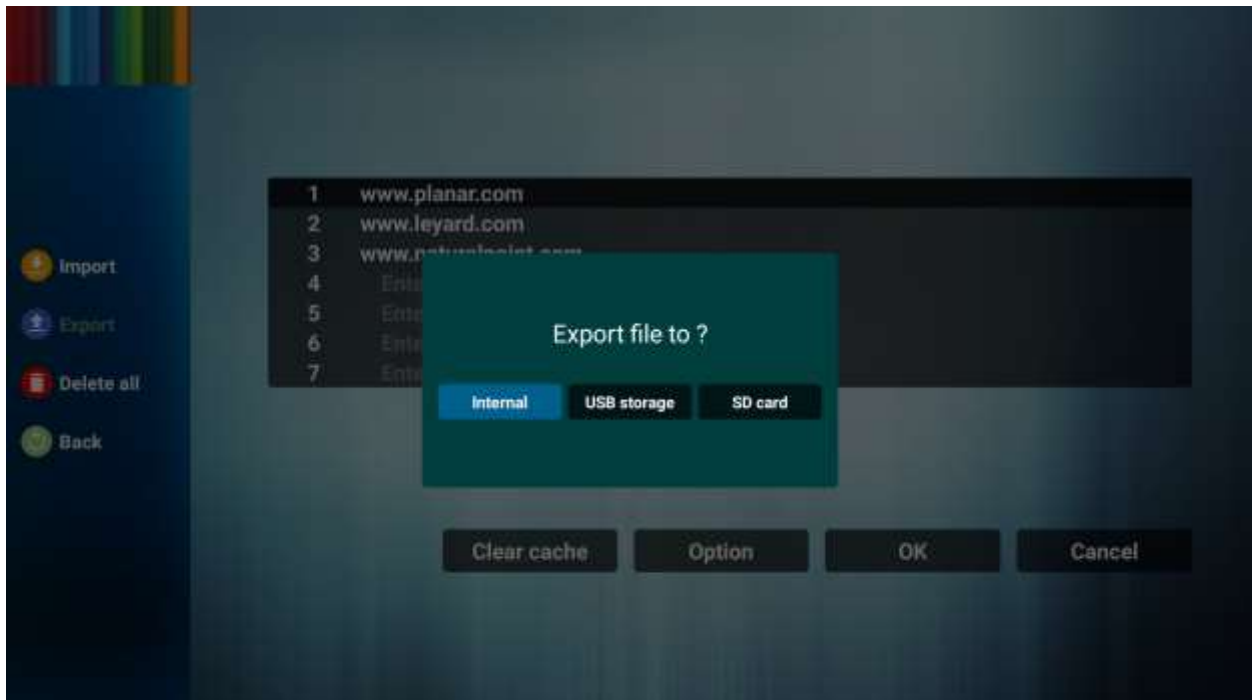 1 www.planar.com
2 www.leyard.com
3
4
5
6
7
Import
Export
Delete all
Back
Export file to ?
Internal USB storage SD card
Clear cache Option OK Cancel